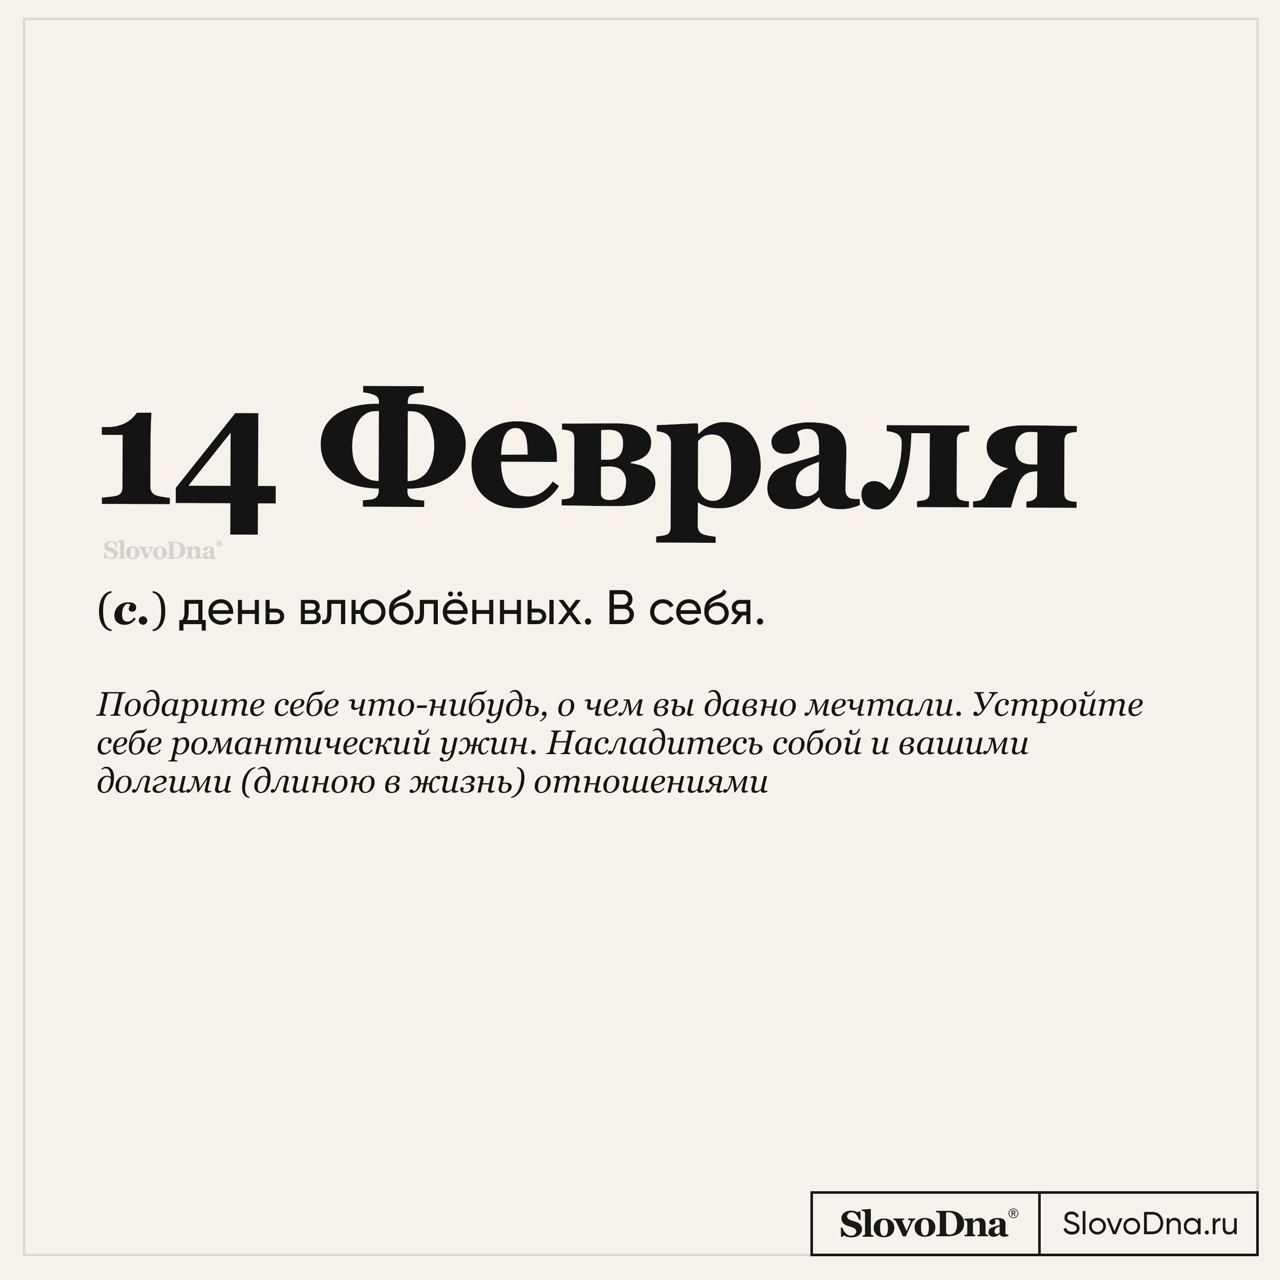 14 Февраля
SlovoDna®
(с.) день влюблённых. В себя.
Подарите себе что-нибудь, о чем вы давно мечтали. Устройте
себе романтический ужин. Насладитесь собой и вашими
долгими (длиною в жизнь) отношениями
SlovoDna® SlovoDna.ru